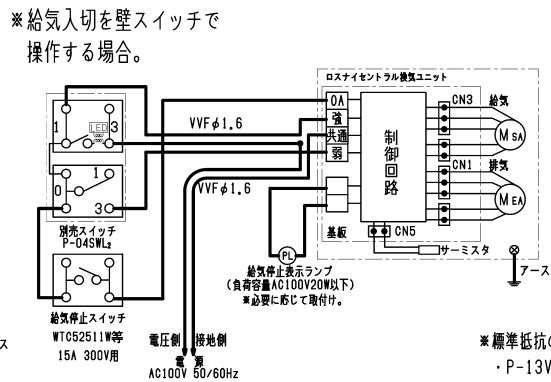 ※給気入切を壁スイッチで
操作する場合。
ロスナイセントラル換気ユニット
OA
強
共通
弱
制御回路
CN3
給気
M SA
CN1
排気
M EA
基板
CN5
サーミスタ
アース
VVFφ1.6
VVFφ1.6
1
LED
3
0
1
3
別売スイッチ
P-04SWL₂
給気停止スイッチ
WTC52511W等
15A 300V用
PL
給気停止表示ランプ
(負荷容量AC100V20W以下)
※必要に応じて取付け。
電圧側
接地側
電源
AC100V 50/60Hz
ス
※標準抵抗の
・P-13V